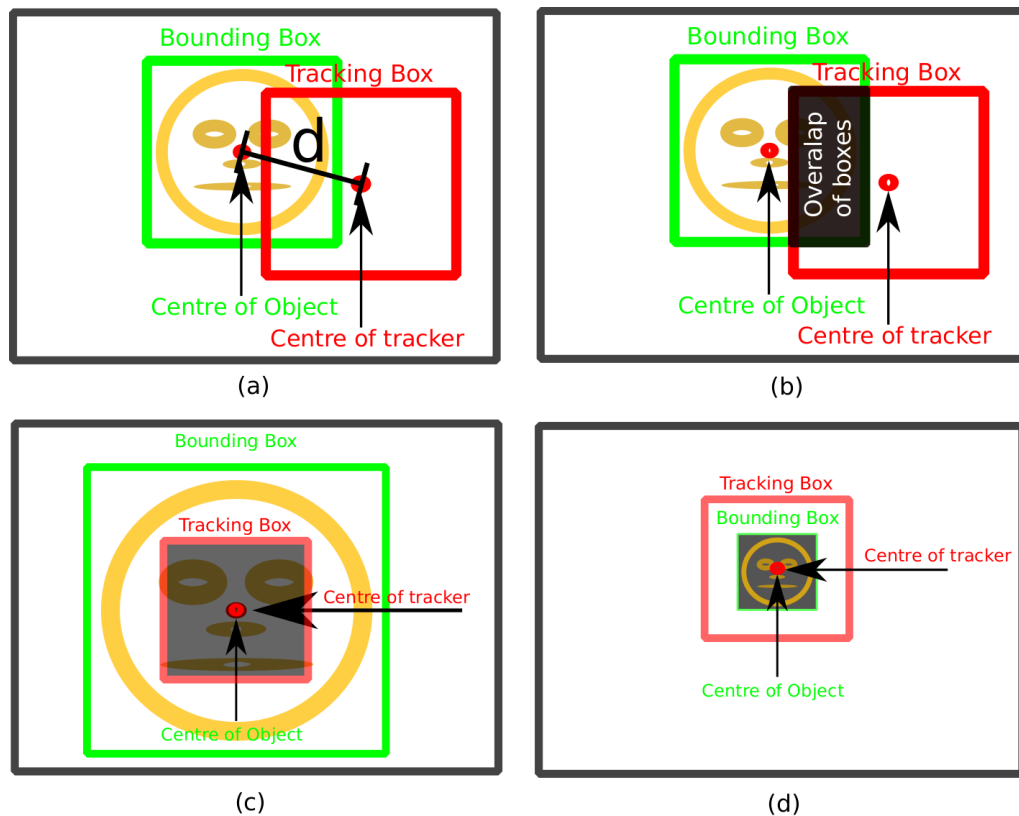 Bounding Box
Tracking Box
d
Centre of Object
Centre of tracker
(a)
Bounding Box
Tracking Box
Overalap
of boxes
Centre of Object
Centre of tracker
(b)
Bounding Box
Tracking Box
Centre of tracker
Centre of Object
(c)
Tracking Box
Bounding Box
Centre of tracker
Centre of Object
(d)